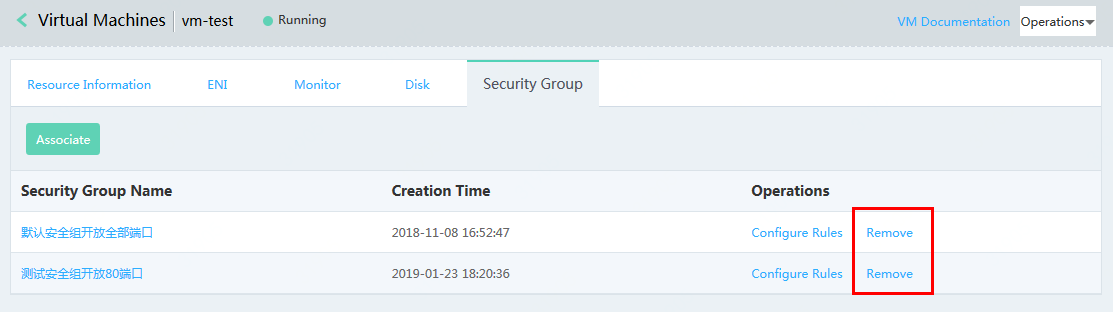 Virtual Machines vm-test Running VM Documentation Operations
Resource Information ENI Monitor Disk Security Group
Associate
Security Group Name Creation Time Operations
默认安全组开放全部端口 2018-11-08 16:52:47 Configure Rules Remove
测试安全组开放80端口 2019-01-23 18:20:36 Configure Rules Remove